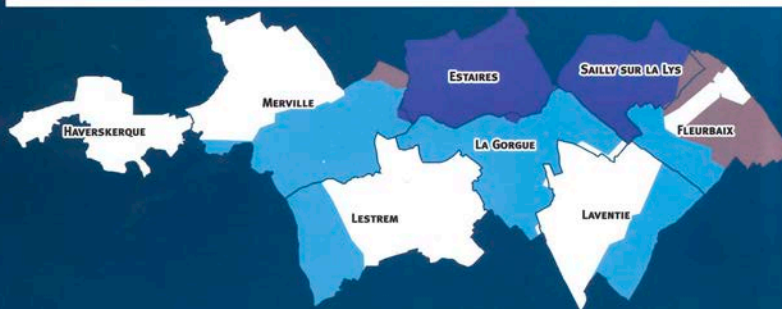 ESTAIRES
SAILLY SUR LA LYS
MERVILLE
HAVERSKERQUE
FLEURBAIX
LA GORGUE
LESTREM
LAVENTIE